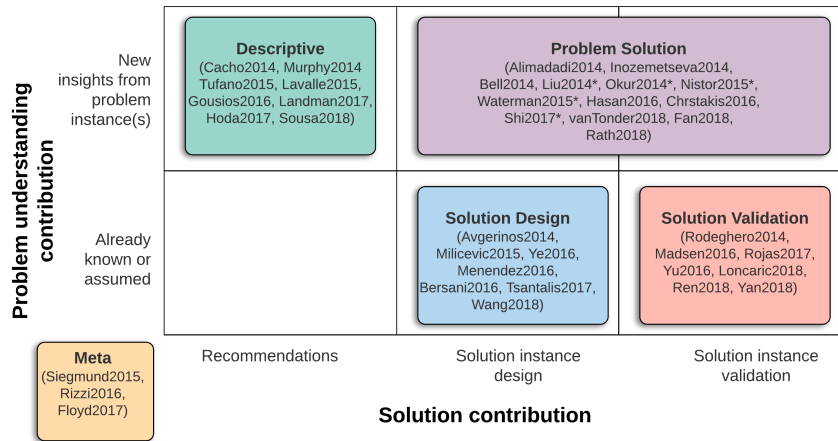 Problem understanding
contribution
New
insights from
problem
instance(s)
Descriptive
(Cacho2014, Murphy2014
Tufano2015, Lavalle2015,
Gousios2016, Landman2017,
Hoda2017, Sousa2018)
Problem Solution
(Alimadadi2014, Inozemetseva2014,
Bell2014, Liu2014*, Okur2014*, Nistor2015*,
Waterman2015*, Hasan2016, Chrstakis2016,
Shi2017*, vanTonder2018, Fan2018,
Rath2018)
Already
known or
assumed
Solution Design
(Avgerinos2014,
Milicevic2015, Ye2016,
Menendez2016,
Bersani2016, Tsantalis2017,
Wang2018)
Solution Validation
(Rodeghero2014,
Madsen2016, Rojas2017,
Yu2016, Loncaric2018,
Ren2018, Yan2018)
Meta
(Siegmund2015,
Rizzi2016,
Floyd2017)
Recommendations
Solution instance
design
Solution instance
validation
Solution contribution